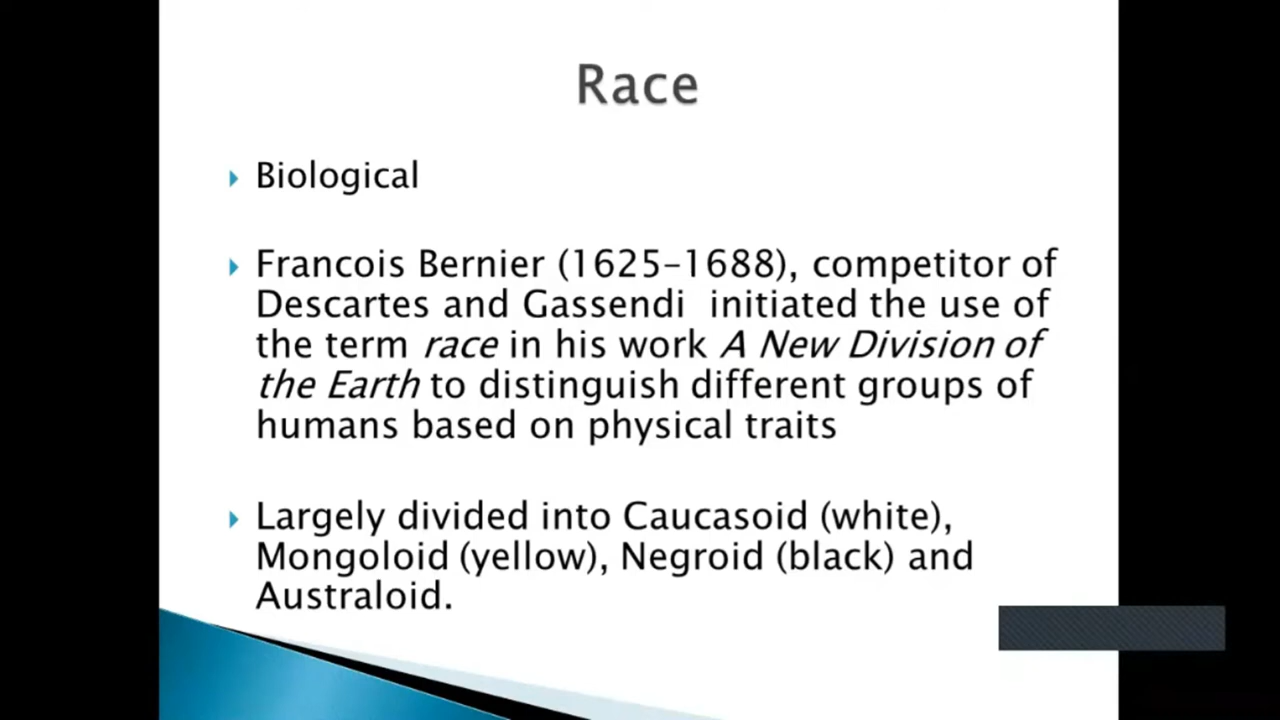 Race
Biological
Francois Bernier (1625-1688), competitor of
Descartes and Gassendi initiated the use of
the term race in his work A New Division of
the Earth to distinguish different groups of
humans based on physical traits
Largely divided into Caucasoid (white),
Mongoloid (yellow), Negroid (black) and
Australoid.